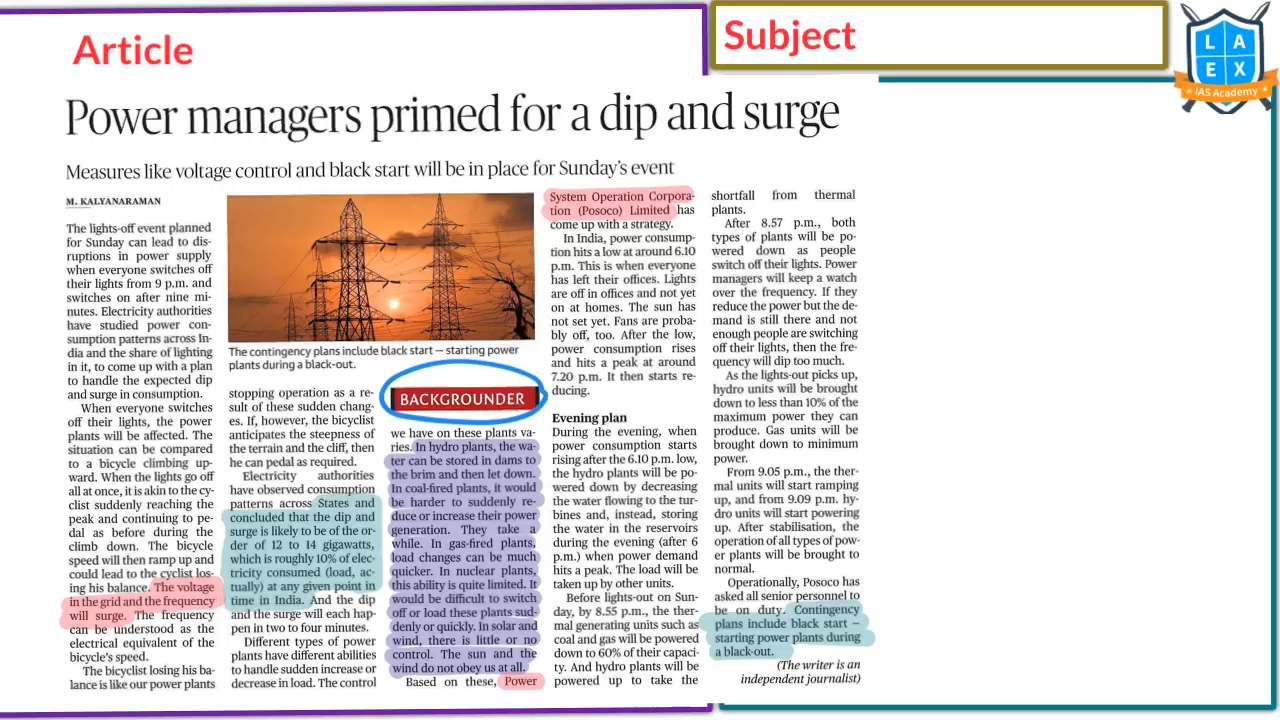 Article
Subject
L A
E X
IAS Academy
Power managers primed for a dip and surge
Measures like voltage control and black start will be in place for Sunday's event
M. KALYANARAMAN
The lights-off event planned
for Sunday can lead to dis-
ruptions in power supply
when everyone switches off
their lights from 9 p.m. and
switches on after nine mi-
nutes. Electricity authorities
have studied power con-
sumption patterns across In-
dia and the share of lighting
in it, to come up with a plan
to handle the expected dip
and surge in consumption.
When everyone switches
off their lights, the power
plants will be affected. The
situation can be compared
to a bicycle climbing up-
ward. When the lights go off
all at once, it is akin to the cy-
clist suddenly reaching the
peak and continuing to pe-
dal as before during the
climb down. The bicycle
speed will then ramp up and
could lead to the cyclist los-
ing his balance. The voltage
in the grid and the frequency
will surge. The frequency
can be understood as the
electrical equivalent of the
bicycle's speed.
The bicyclist losing his ba-
lance is like our power plants
The contingency plans include black start – starting power
plants during a black-out.
stopping operation as a re-
sult of these sudden chang-
es. If, however, the bicyclist
anticipates the steepness of
the terrain and the cliff, then
he can pedal as required.
Electricity authorities
have observed consumption
patterns across States and
concluded that the dip and
surge is likely to be of the or-
der of 12 to 14 gigawatts,
which is roughly 10% of elec-
tricity consumed (load, ac-
tually) at any given point in
time in India. And the dip
and the surge will each hap-
pen in two to four minutes.
Different types of power
plants have different abilities
to handle sudden increase or
decrease in load. The control
BACKGROUNDER
we have on these plants va-
ries. In hydro plants, the wa-
ter can be stored in dams to
the brim and then let down.
In coal-fired plants, it would
be harder to suddenly re-
duce or increase their power
generation. They take a
while. In gas-fired plants,
load changes can be much
quicker. In nuclear plants,
this ability is quite limited. It
would be difficult to switch
off or load these plants sud-
denly or quickly. In solar and
wind, there is little or no
control. The sun and the
wind do not obey us at all.
Based on these, Power
System Operation Corpora-
tion (Posoco) Limited has
come up with a strategy.
In India, power consump-
tion hits a low at around 6.10
p.m. This is when everyone
has left their offices. Lights
are off in offices and not yet
on at homes. The sun has
not set yet. Fans are proba-
bly off, too. After the low,
power consumption rises
and hits a peak at around
7.20 p.m. It then starts re-
ducing.
Evening plan
During the evening, when
power consumption starts
rising after the 6.10 p.m. low,
the hydro plants will be po-
wered down by decreasing
the water flowing to the tur-
bines and, instead, storing
the water in the reservoirs
during the evening (after 6
p.m.) when power demand
hits a peak. The load will be
taken up by other units.
Before lights-out on Sun-
day, by 8.55 p.m., the ther-
mal generating units such as
coal and gas will be powered
down to 60% of their capaci-
ty. And hydro plants will be
powered up to take the
shortfall from thermal
plants.
After 8.57 p.m., both
types of plants will be po-
wered down as people
switch off their lights. Power
managers will keep a watch
over the frequency. If they
reduce the power but the de-
mand is still there and not
enough people are switching
off their lights, then the fre-
quency will dip too much.
As the lights-out picks up,
hydro units will be brought
down to less than 10% of the
maximum power they can
produce. Gas units will be
brought down to minimum
power.
From 9.05 p.m., the ther-
mal units will start ramping
up, and from 9.09 p.m. hy-
dro units will start powering
up. After stabilisation, the
operation of all types of pow-
er plants will be brought to
normal.
Operationally, Posoco has
asked all senior personnel to
be on duty. Contingency
plans include black start –
starting power plants during
a black-out.
(The writer is an
independent journalist)